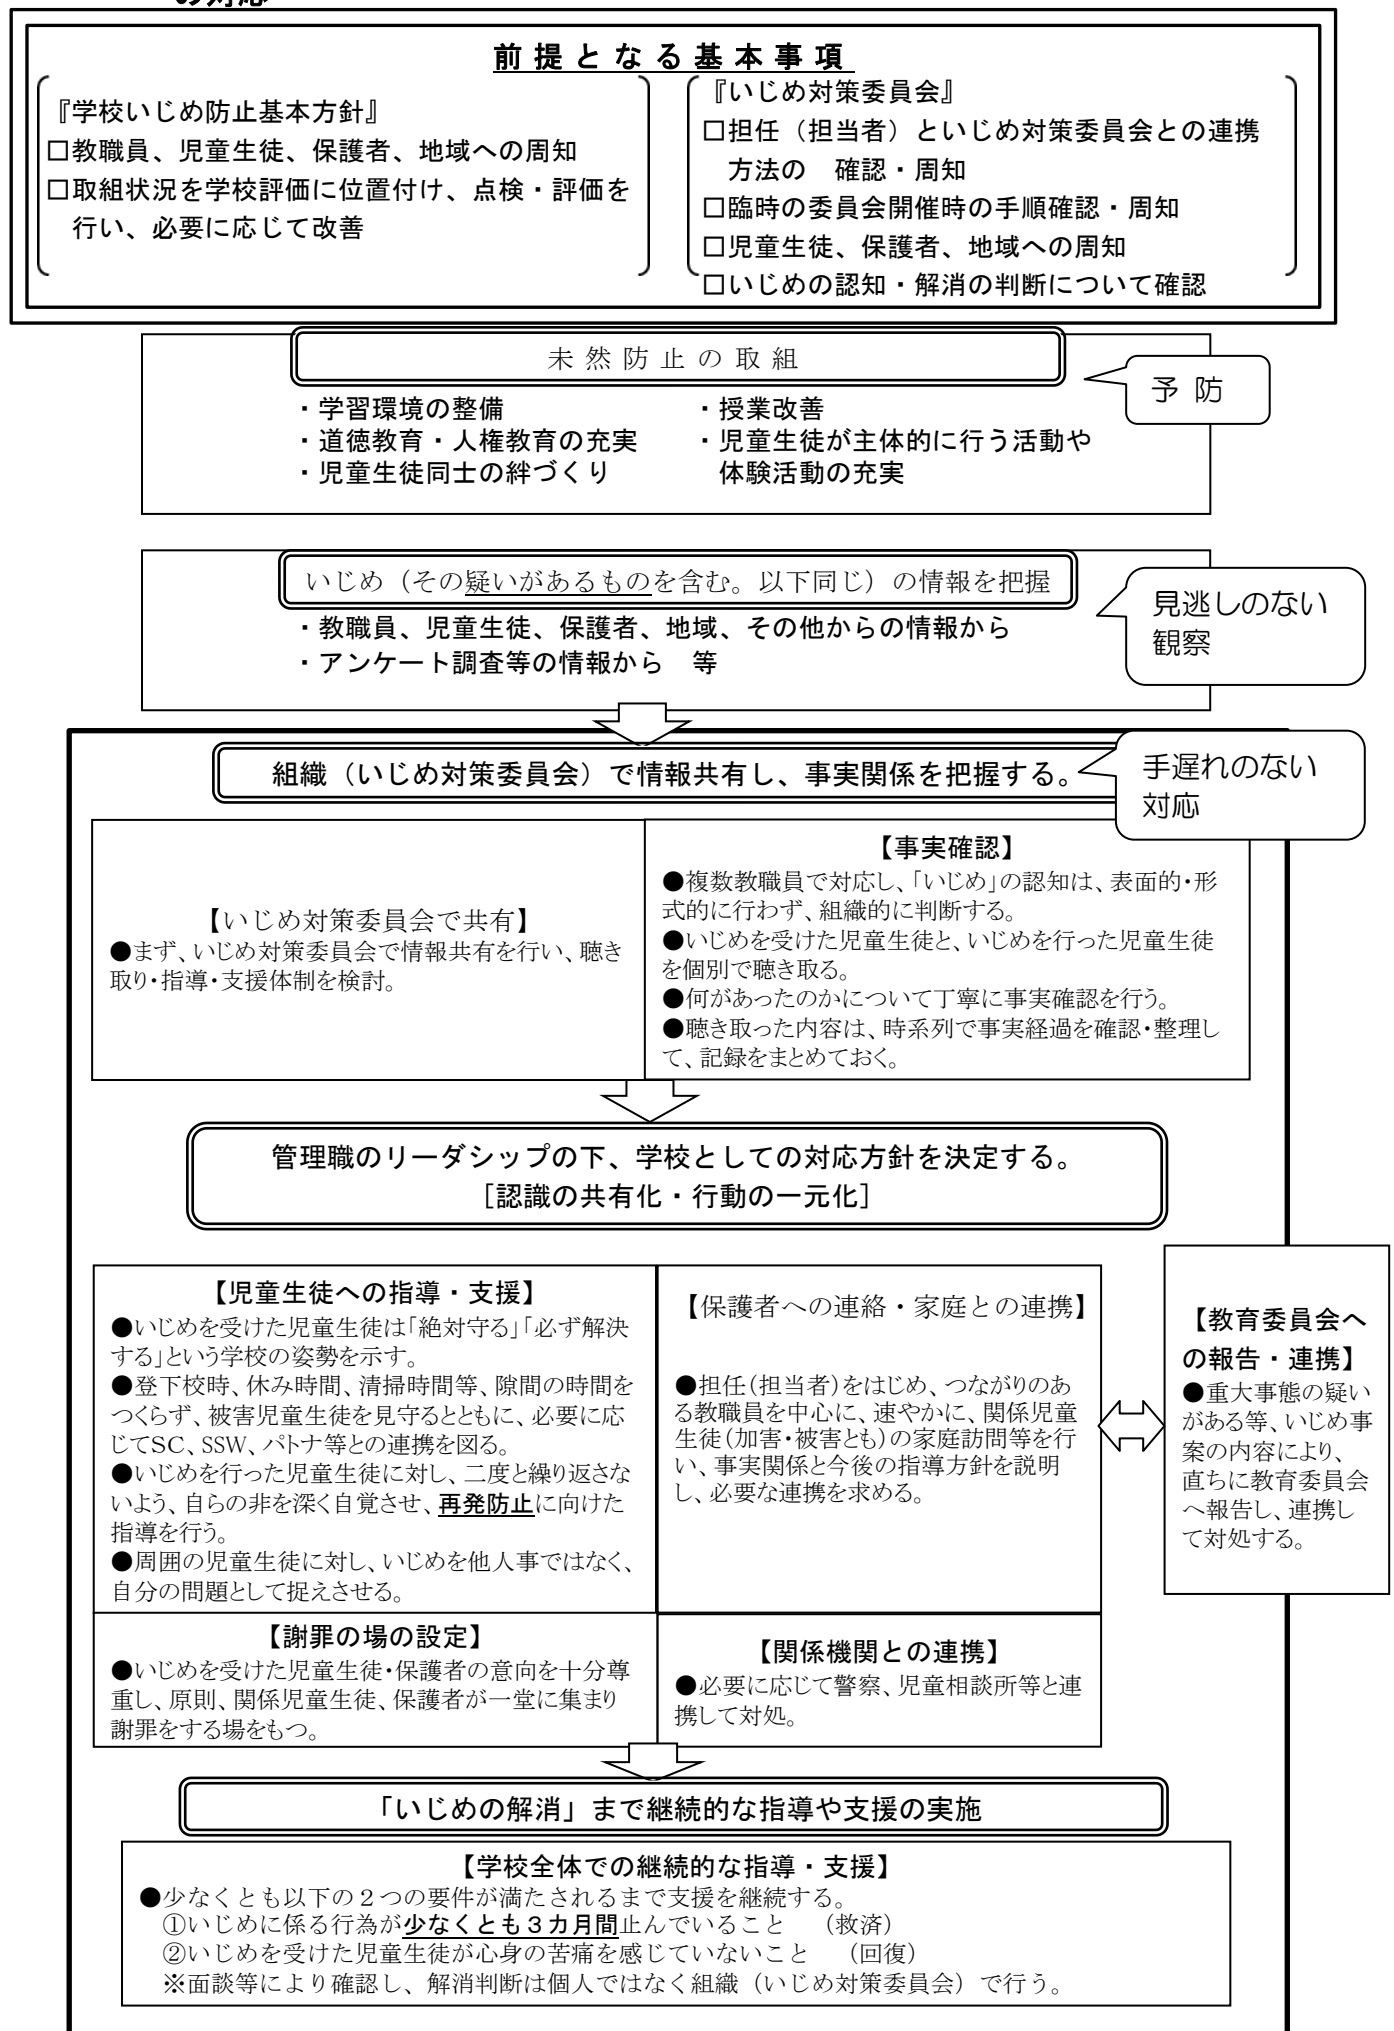 の対応
前提となる基本事項
『学校いじめ防止基本方針』
□教職員、児童生徒、保護者、地域への周知
□取組状況を学校評価に位置付け、点検・評価を
行い、必要に応じて改善
『いじめ対策委員会』
□担任（担当者）といじめ対策委員会との連携
方法の　確認・周知
□臨時の委員会開催時の手順確認・周知
□児童生徒、保護者、地域への周知
□いじめの認知・解消の判断について確認
未然防止の取組
予 防
・学習環境の整備
・道徳教育・人権教育の充実
・児童生徒同士の絆づくり
・授業改善
・児童生徒が主体的に行う活動や
体験活動の充実
いじめ（その疑いがあるものを含む。以下同じ）の情報を把握
見逃しのない
観察
・教職員、児童生徒、保護者、地域、その他からの情報から
・アンケート調査等の情報から　等
組織（いじめ対策委員会）で情報共有し、事実関係を把握する。
手遅れのない
対応
【いじめ対策委員会で共有】
●まず、いじめ対策委員会で情報共有を行い、聴き
取り・指導・支援体制を検討。
【事実確認】
●複数教職員で対応し、「いじめ」の認知は、表面的・形
式的に行わず、組織的に判断する。
●いじめを受けた児童生徒と、いじめを行った児童生徒
を個別で聴き取る。
●何があったのかについて丁寧に事実確認を行う。
●聴き取った内容は、時系列で事実経過を確認・整理し
て、記録をまとめておく。
管理職のリーダシップの下、学校としての対応方針を決定する。
［認識の共有化・行動の一元化］
【児童生徒への指導・支援】
●いじめを受けた児童生徒は「絶対守る」「必ず解決
する」という学校の姿勢を示す。
●登下校時、休み時間、清掃時間等、隙間の時間を
つくらず、被害児童生徒を見守るとともに、必要に応
じてＳＣ、SSW、パトナ等との連携を図る。
●いじめを行った児童生徒に対し、二度と繰り返さな
いよう、自らの非を深く自覚させ、再発防止に向けた
指導を行う。
●周囲の児童生徒に対し、いじめを他人事ではなく、
自分の問題として捉えさせる。
【保護者への連絡・家庭との連携】
●担任（担当者）をはじめ、つながりのあ
る教職員を中心に、速やかに、関係児童
生徒（加害・被害とも）の家庭訪問等を行
い、事実関係と今後の指導方針を説明
し、必要な連携を求める。
【教育委員会へ
の報告・連携】
●重大事態の疑い
がある等、いじめ事
案の内容により、
直ちに教育委員会
へ報告し、連携し
て対処する。
【謝罪の場の設定】
●いじめを受けた児童生徒・保護者の意向を十分尊
重し、原則、関係児童生徒、保護者が一堂に集まり
謝罪をする場をもつ。
【関係機関との連携】
●必要に応じて警察、児童相談所等と連
携して対処。
「いじめの解消」まで継続的な指導や支援の実施
【学校全体での継続的な指導・支援】
●少なくとも以下の２つの要件が満たされるまで支援を継続する。
①いじめに係る行為が少なくとも３カ月間止んでいること　（救済）
②いじめを受けた児童生徒が心身の苦痛を感じていないこと　（回復）
※面談等により確認し、解消判断は個人ではなく組織（いじめ対策委員会）で行う。